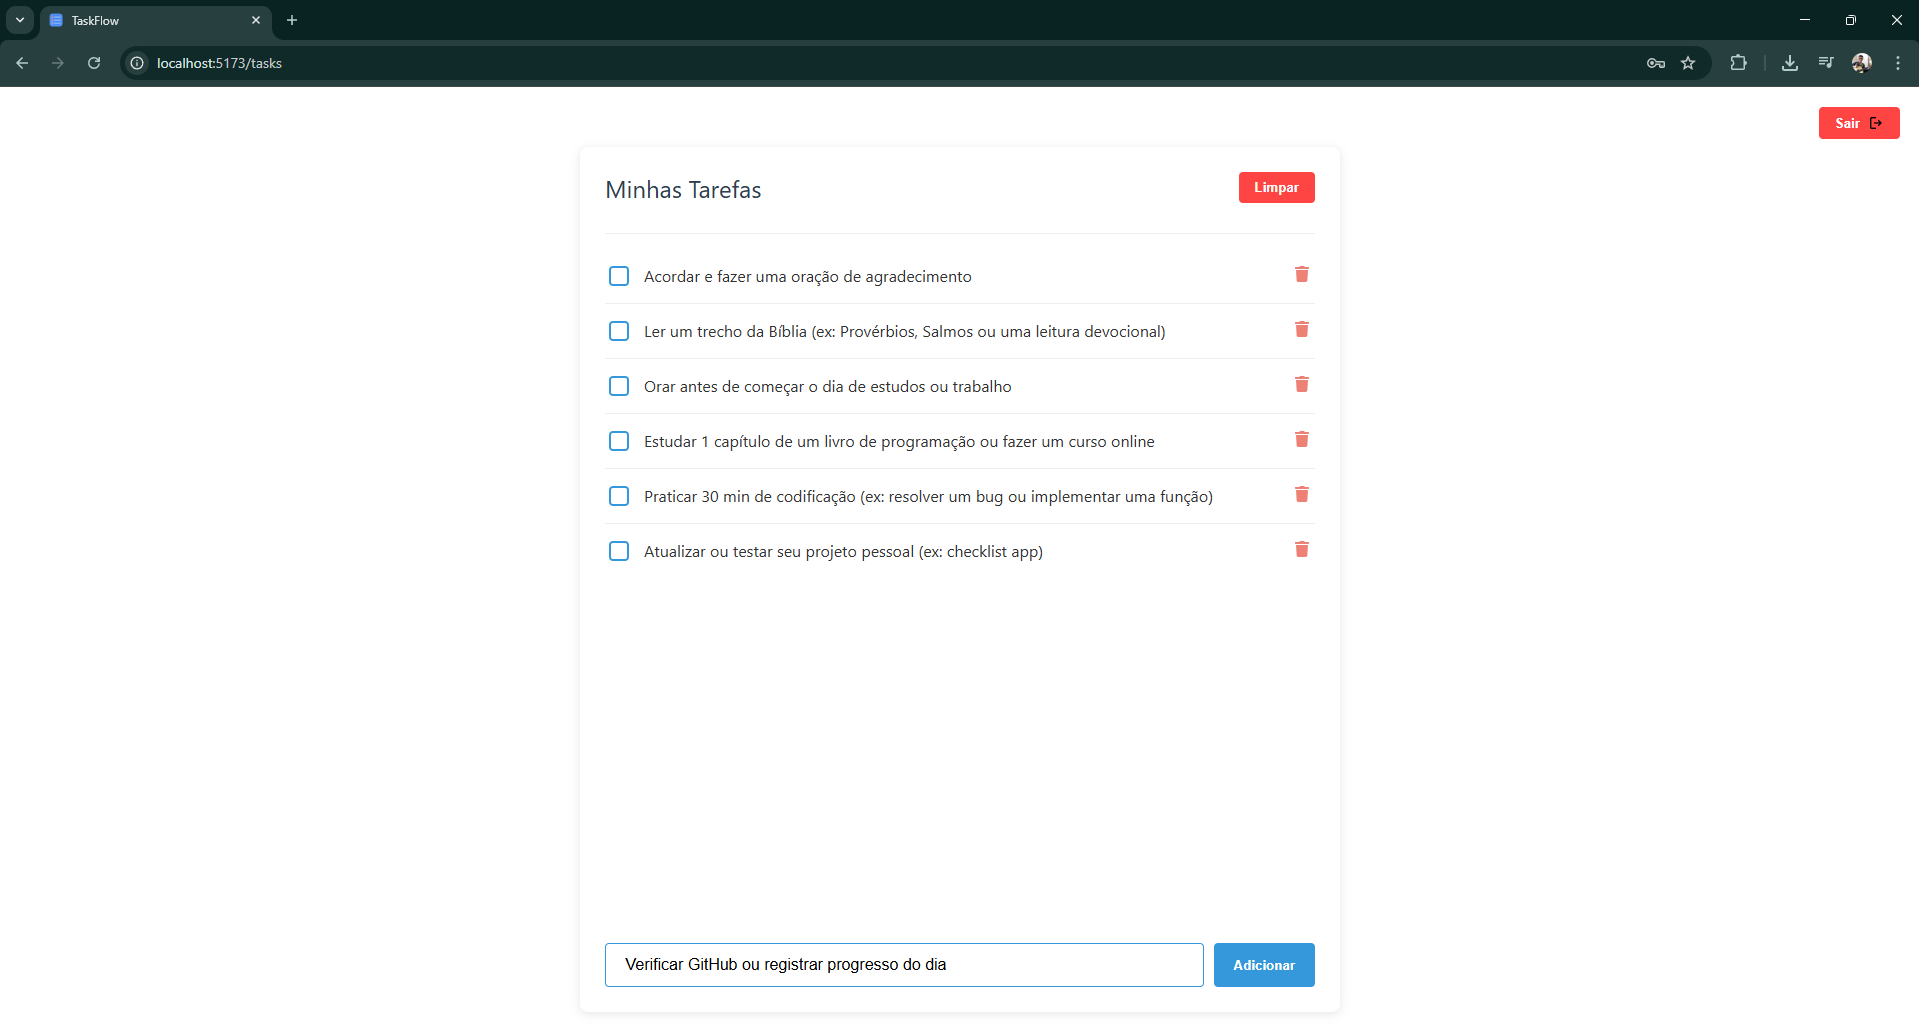 TaskFlow
localhost:5173/tasks
Sair
Minhas Tarefas
Limpar
Acordar e fazer uma oração de agradecimento
Ler um trecho da Bíblia (ex: Provérbios, Salmos ou uma leitura devocional)
Orar antes de começar o dia de estudos ou trabalho
Estudar 1 capítulo de um livro de programação ou fazer um curso online
Praticar 30 min de codificação (ex: resolver um bug ou implementar uma função)
Atualizar ou testar seu projeto pessoal (ex: checklist app)
Verificar GitHub ou registrar progresso do dia
Adicionar